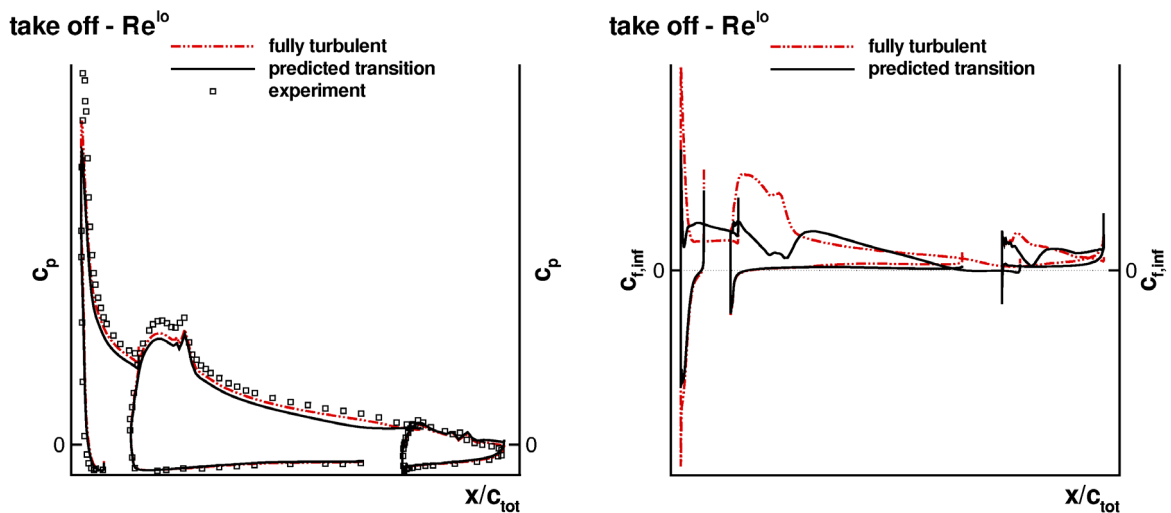 take off - Re^lo
fully turbulent
predicted transition
experiment
c_p
c_p
0
0
x/c_tot
take off - Re^lo
fully turbulent
predicted transition
c_f,inf
c_f,inf
0
0
x/c_tot